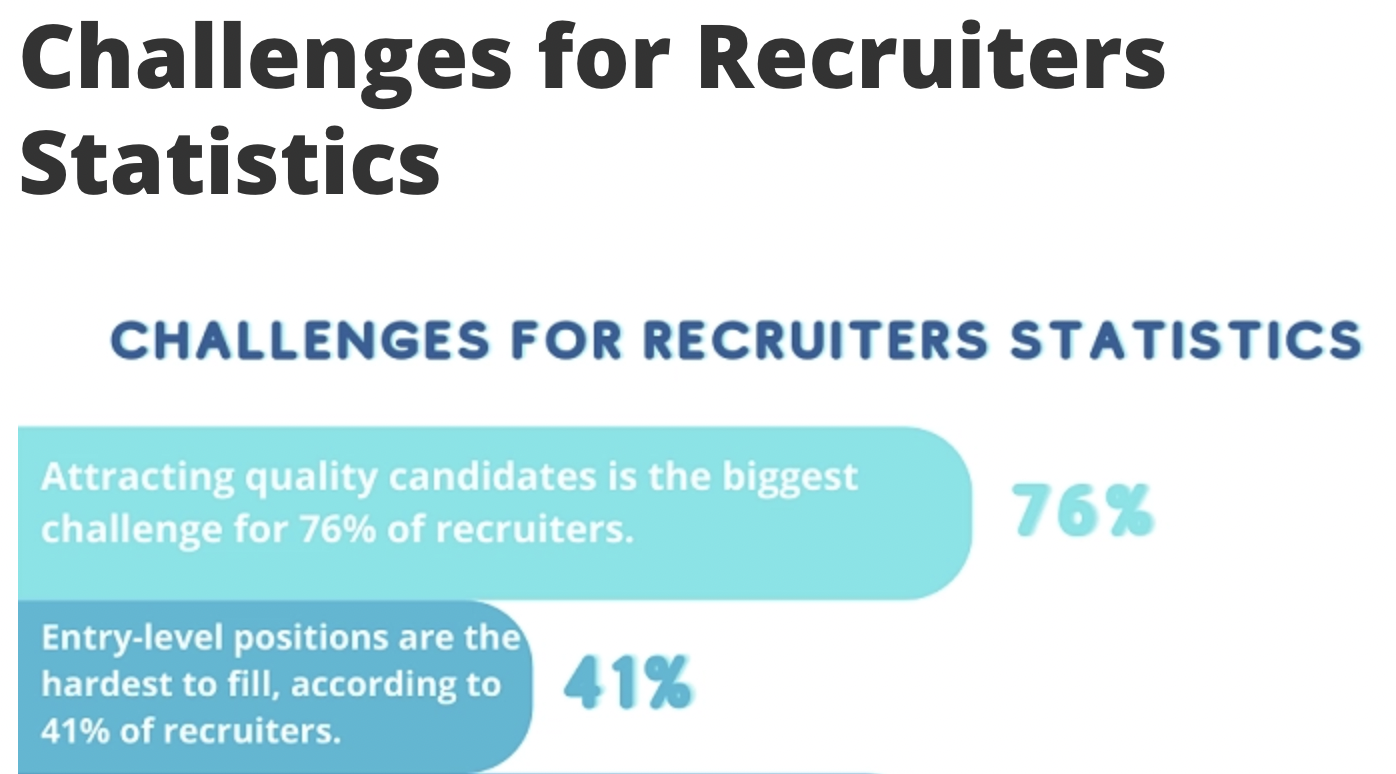 Challenges for Recruiters
Statistics
CHALLENGES FOR RECRUITERS STATISTICS
Attracting quality candidates is the biggest
challenge for 76% of recruiters.
76%
Entry-level positions are the
hardest to fill, according to
41% of recruiters.
41%